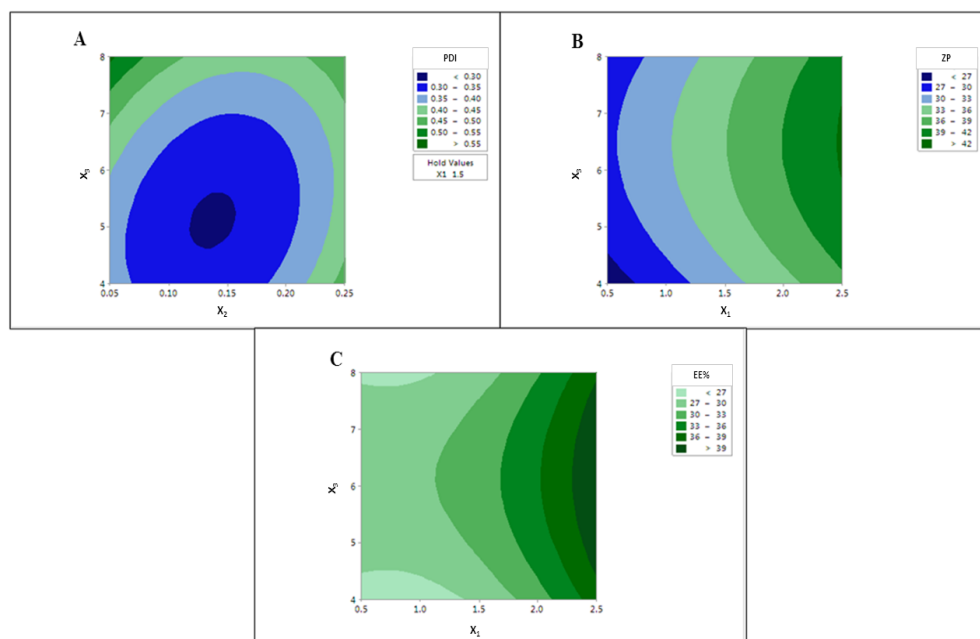 A
PDI
< 0.30
0.30 – 0.35
0.35 – 0.40
0.40 – 0.45
0.45 – 0.50
0.50 – 0.55
> 0.55
Hold Values
X1 1.5
X₃
8
7
6
5
4
0.05 0.10 0.15 0.20 0.25
X₂
B
ZP
< 27
27 – 30
30 – 33
33 – 36
36 – 39
39 – 42
> 42
X₃
8
7
6
5
4
0.5 1.0 1.5 2.0 2.5
X₁
C
EE%
< 27
27 – 30
30 – 33
33 – 36
36 – 39
> 39
X₃
8
7
6
5
4
0.5 1.0 1.5 2.0 2.5
X₁